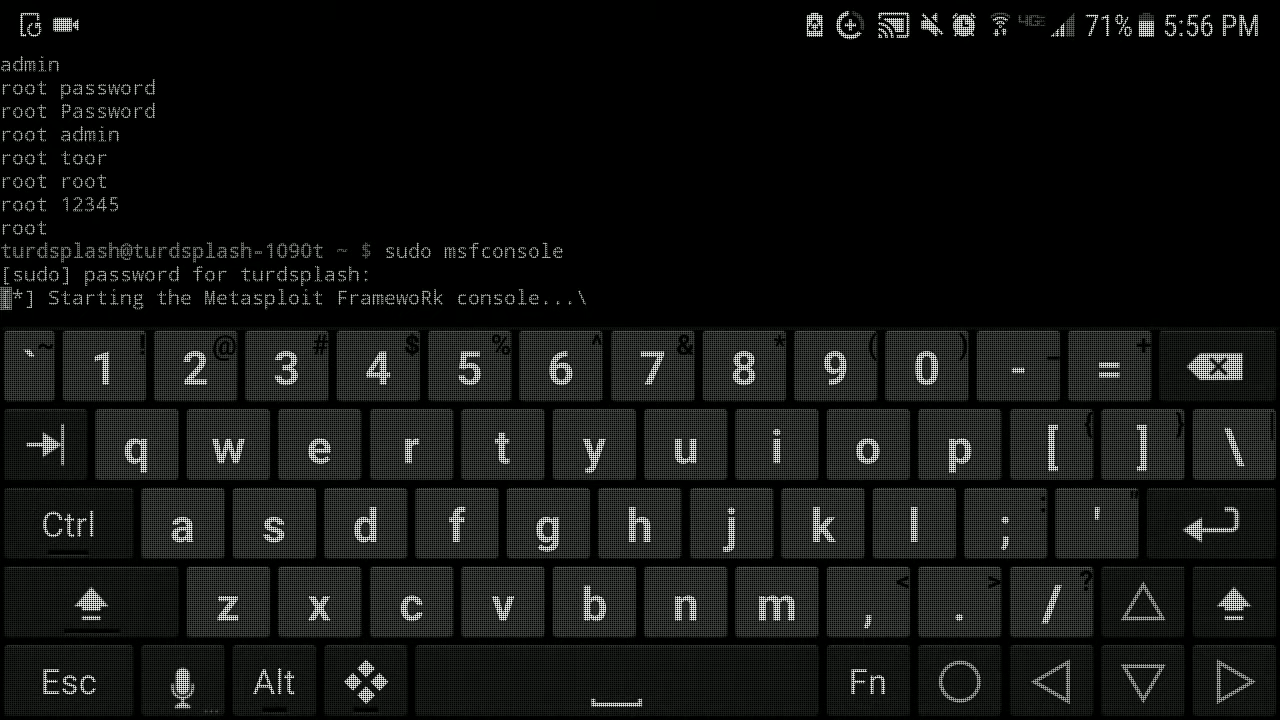 4G 71% 5:56 PM
admin
root password
root Password
root admin
root toor
root root
root 12345
root
turdsplash@turdsplash-1090t ~ $ sudo msfconsole
[sudo] password for turdsplash:
*] Starting the Metasploit FramewoRk console...\
` ~ 1 ! 2 @ 3 # 4 $ 5 % 6 ^ 7 & 8 * 9 ( 0 ) - _ = +
q w e r t y u i o p [ { ] } \ |
Ctrl a s d f g h j k l ; : ' "
z x c v b n m , < . > / ?
Esc ... Alt Fn